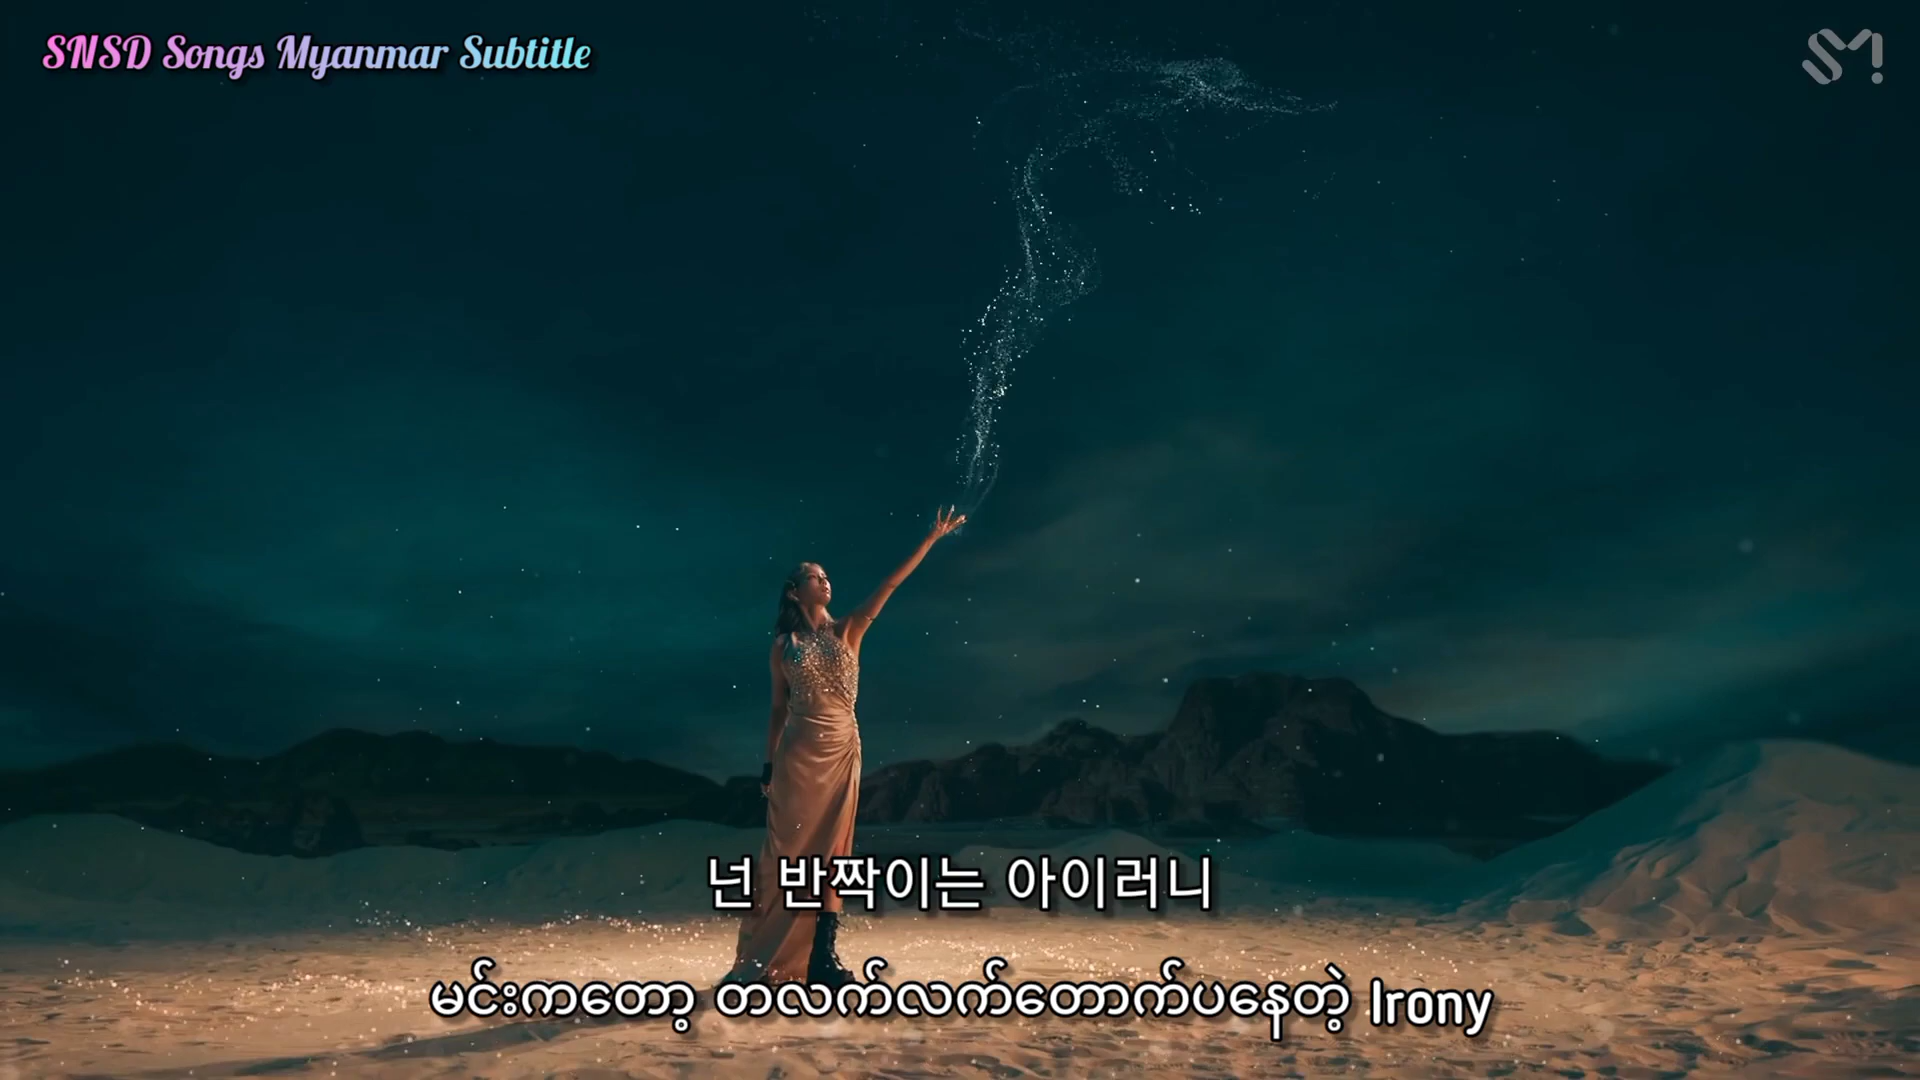 SNSD Songs Myanmar Subtitle
SM!
넌 반짝이는 아이러니
မင်းကတော့ တလက်လက်တောက်ပနေတဲ့ Irony